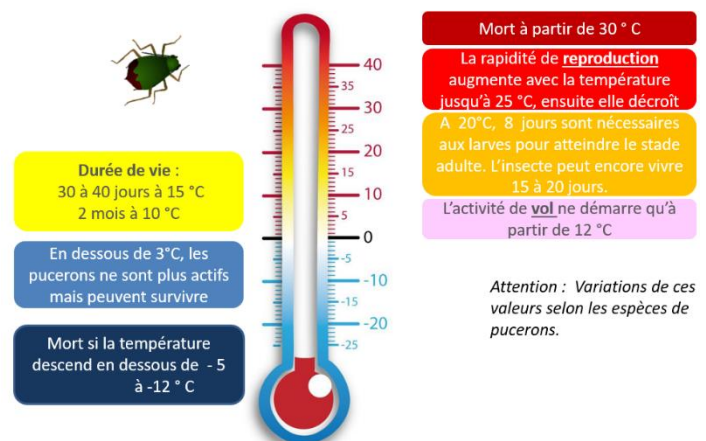 Mort à partir de 30 ° C
La rapidité de reproduction
augmente avec la température
jusqu'à 25 °C, ensuite elle décroît
A 20°C, 8 jours sont nécessaires
aux larves pour atteindre le stade
adulte. L'insecte peut encore vivre
15 à 20 jours.
L'activité de vol ne démarre qu'à
partir de 12 °C
Attention : Variations de ces
valeurs selon les espèces de
pucerons.
Durée de vie :
30 à 40 jours à 15 °C
2 mois à 10 °C
En dessous de 3°C, les
pucerons ne sont plus actifs
mais peuvent survivre
Mort si la température
descend en dessous de - 5
à -12 ° C
40
35
30
25
20
15
10
5
0
-5
-10
-15
-20
-25